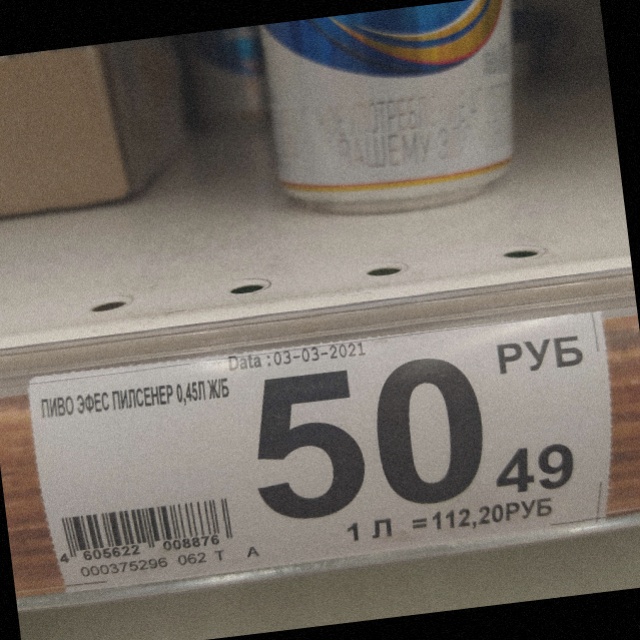 ВАШЕМУ
Data :03-03-2021
ПИВО ЭФЕС ПИЛСЕНЕР 0,45Л Ж/Б
50 49 РУБ
1 Л =112,20РУБ
4 605622 008876
000375296 062 Т А